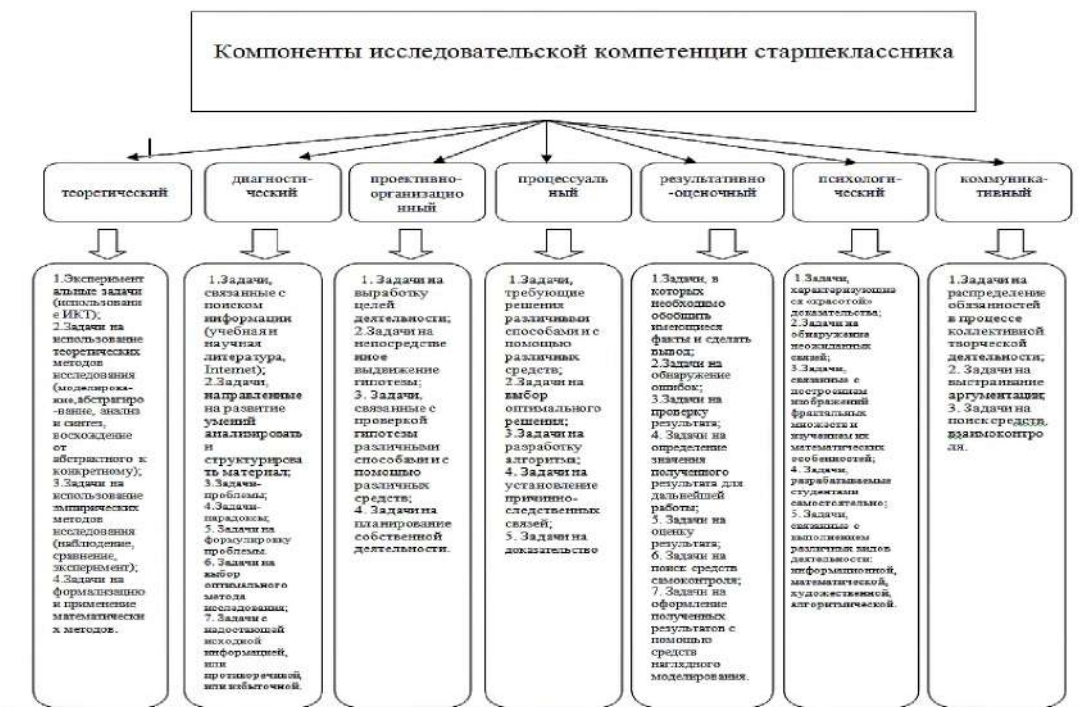 Компоненты исследовательской компетенции старшеклассника
теоретический
диагности-
ческий
проективно-
организацио
нный
процессуаль
ный
результативно
-оценочный
психологи-
ческий
коммуника-
тивный
1.Эксперимент
альные задачи
(использовани
е ИКТ);
2.Задачи на
использование
теоретических
методов
исследования
(моделирова-
ние,абстрагиро
-вание, анализ
и синтез,
восхождение
от
абстрактного к
конкретному);
3.Задачи на
использование
эмпирических
методов
исследования
(наблюдение,
сравнение,
эксперимент);
4.Задачи на
формализацию
и применение
математически
х методов.
1.Задачи,
связанные с
поиском
информации
(учебная и
научная
литература,
Internet);
2.Задачи,
направленные
на развитие
умений
анализировать
и
структурирова
ть материал;
3.Задачи-
проблемы;
4.Задачи-
парадоксы;
5. Задачи на
формулировку
проблемы.
6. Задачи на
выбор
оптимального
метода
исследования;
7. Задачи с
недостающей
исходной
информацией,
или
противоречивой,
или избыточной.
1. Задачи на
выработку
целей
деятельности;
2.Задачи на
непосредстве
нное
выдвижение
гипотезы;
3. Задачи,
связанные с
проверкой
гипотезы
различными
способами и с
помощью
различных
средств;
4. Задачи на
планирование
собственной
деятельности.
1.Задачи,
требующие
решения
различными
способами и с
помощью
различных
средств;
2.Задачи на
выбор
оптимального
решения;
3.Задачи на
разработку
алгоритма;
4. Задачи на
установление
причинно-
следственных
связей;
5. Задачи на
доказательство
1.Задачи, в
которых
необходимо
обобщить
имеющиеся
факты и сделать
вывод;
2.Задачи на
обнаружение
ошибок;
3.Задачи на
проверку
результата;
4. Задачи на
определение
значения
полученного
результата для
дальнейшей
работы;
5. Задачи на
оценку
результата;
6. Задачи на
поиск средств
самоконтроля;
7. Задачи на
оформление
полученных
результатов с
помощью
средств
наглядного
моделирования.
1.Задачи,
характеризующие
ся «красотой»
доказательства;
2.Задачи на
обнаружение
неожиданных
связей;
3.Задачи,
связанные с
построением
изображений
фрактальных
множеств и
изучением их
математических
особенностей;
4. Задачи,
разрабатываемые
студентами
самостоятельно;
5. Задачи,
связанные с
выполнением
различных видов
деятельности:
информационной,
математической,
художественной,
алгоритмической.
1.Задачи на
распределение
обязанностей
в процессе
коллективной
творческой
деятельности;
2. Задачи на
выстраивание
аргументации;
3. Задачи на
поиск средств,
взаимоконтро
ля.